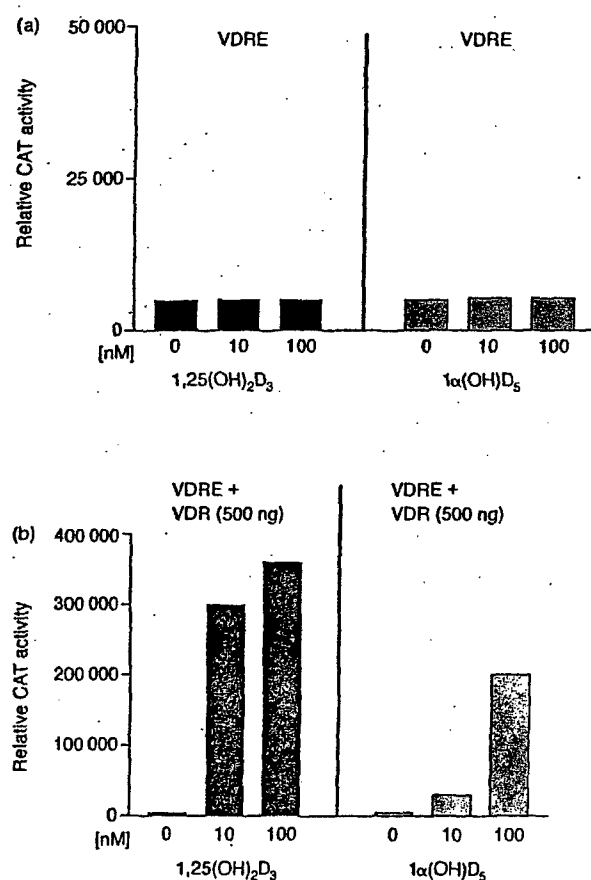 (a)
50 000
VDRE
VDRE
Relative CAT activity
25 000
0
[nM]
0
10
100
0
10
100
1,25(OH)₂D₃
1α(OH)D₅
VDRE +
VDR (500 ng)
VDRE +
VDR (500 ng)
(b)
400 000
Relative CAT activity
300 000
200 000
100 000
0
[nM]
0
10
100
0
10
100
1,25(OH)₂D₃
1α(OH)D₅